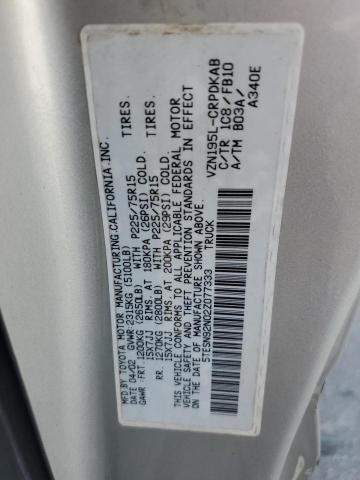 MFD. BY TOYOTA MOTOR MANUFACTURING, CALIFORNIA, INC.
DATE 04/02 GVWR:2315KG (5100LB)
GAWR : FRT. 1200KG (2650LB) WITH P225/75R15 TIRES.
15X7JJ RIMS. AT 180KPA (26PSI) COLD.
RR. 1270KG (2800LB) WITH P225/75R15 TIRES.
15X7JJ RIMS. AT 200KPA (29PSI) COLD.
THIS VEHICLE CONFORMS TO ALL APPLICABLE FEDERAL MOTOR
VEHICLE SAFETY AND THEFT PREVENTION STANDARDS IN EFFECT
ON THE DATE OF MANUFACTURE SHOWN ABOVE.
5TESN92N02Z077333 TRUCK
VZN195L-CRPDKAB
C/TR 1C8/FB10
A/TM B03A/
A340E